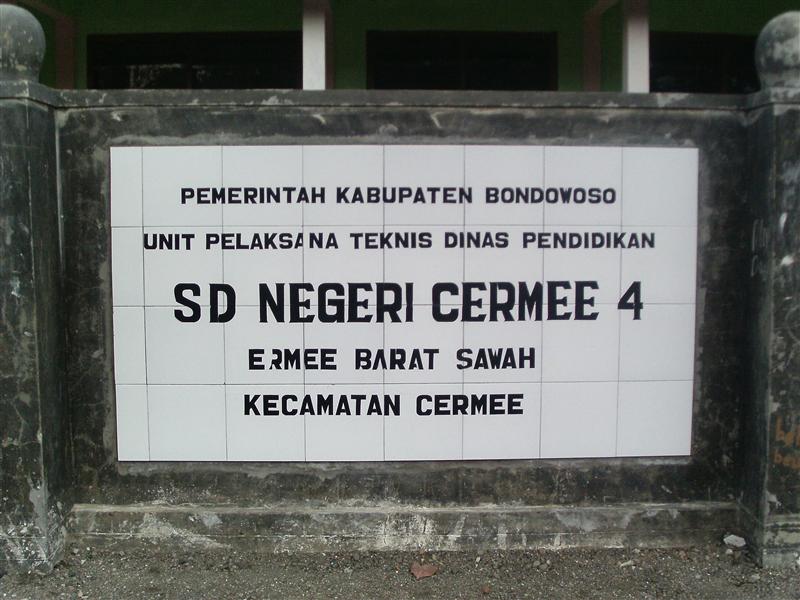 PEMERINTAH KABUPATEN BONDOWOSO
UNIT PELAKSANA TEKNIS DINAS PENDIDIKAN
SD NEGERI CERMEE 4
ERMEE BARAT SAWAH
KECAMATAN CERMEE